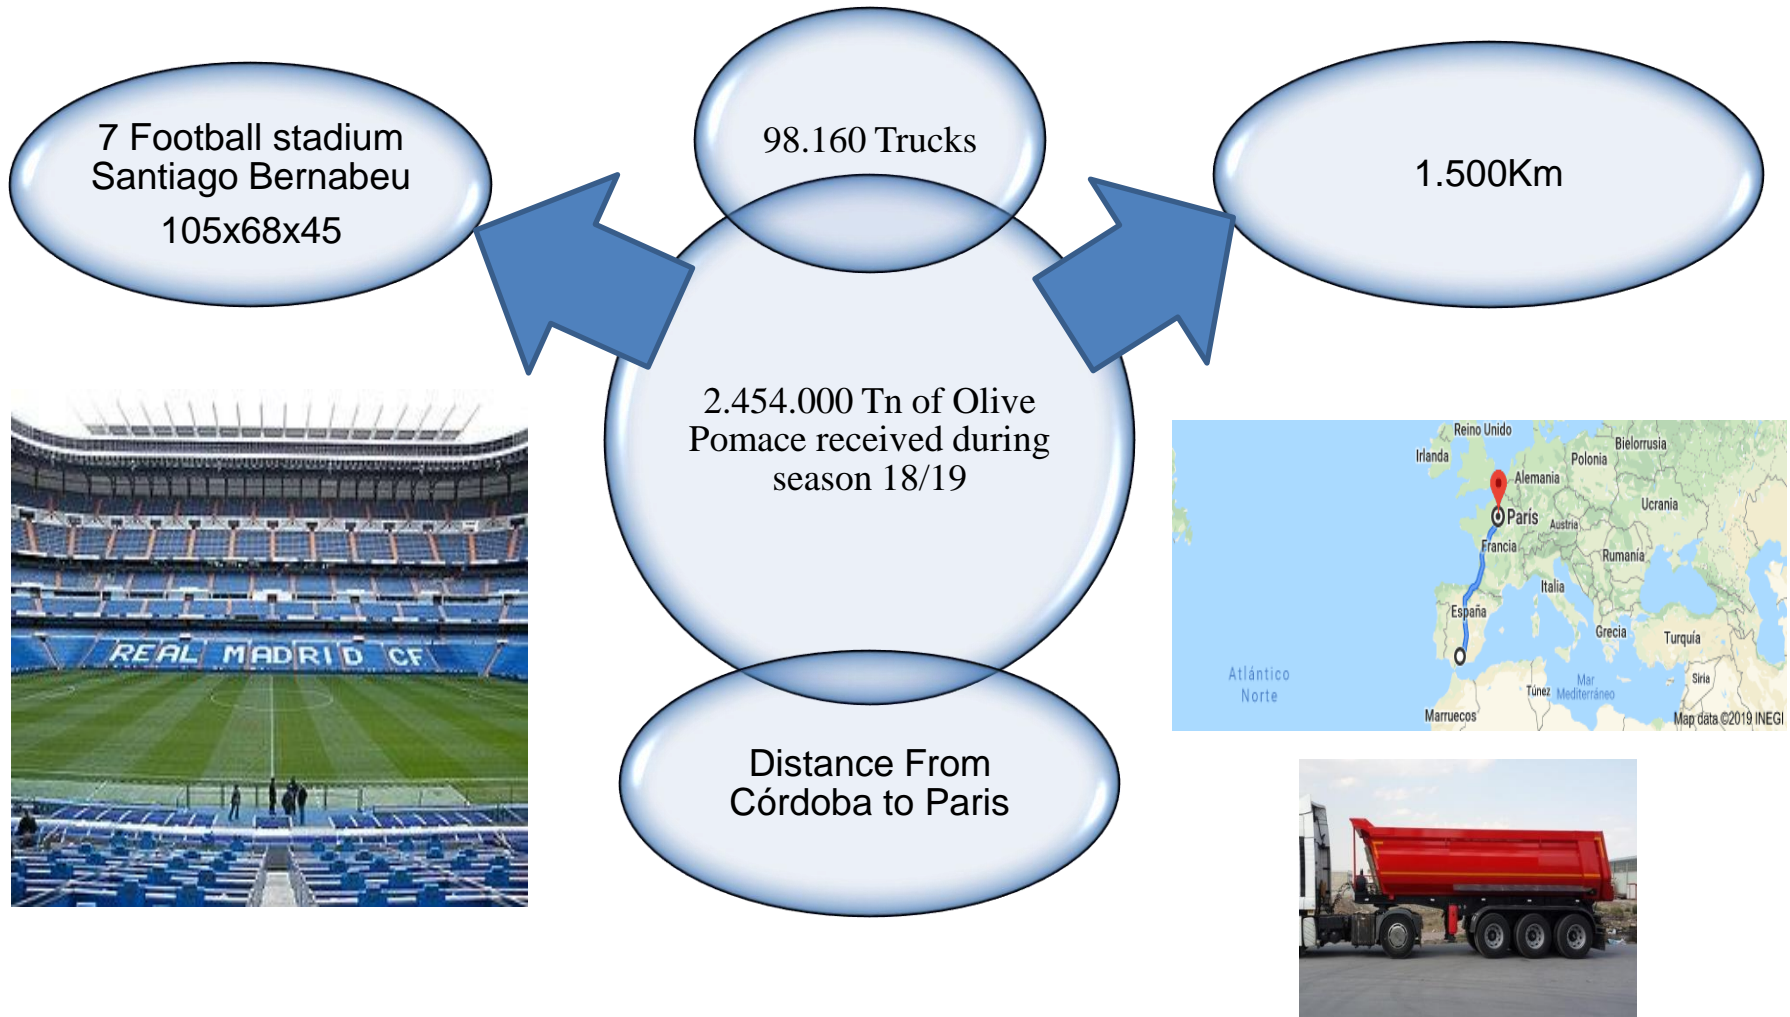 7 Football stadium
Santiago Bernabeu
105x68x45
98.160 Trucks
1.500Km
2.454.000 Tn of Olive
Pomace received during
season 18/19
Distance From
Córdoba to Paris
REAL MADRID CF
Reino Unido
Irlanda
Bielorrusia
Polonia
Alemania
Ucrania
París
Austria
Francia
Rumanía
Italia
España
Grecia
Turquía
Atlántico
Norte
Túnez
Mar
Mediterráneo
Siria
Marruecos
Map data ©2019 INEGI